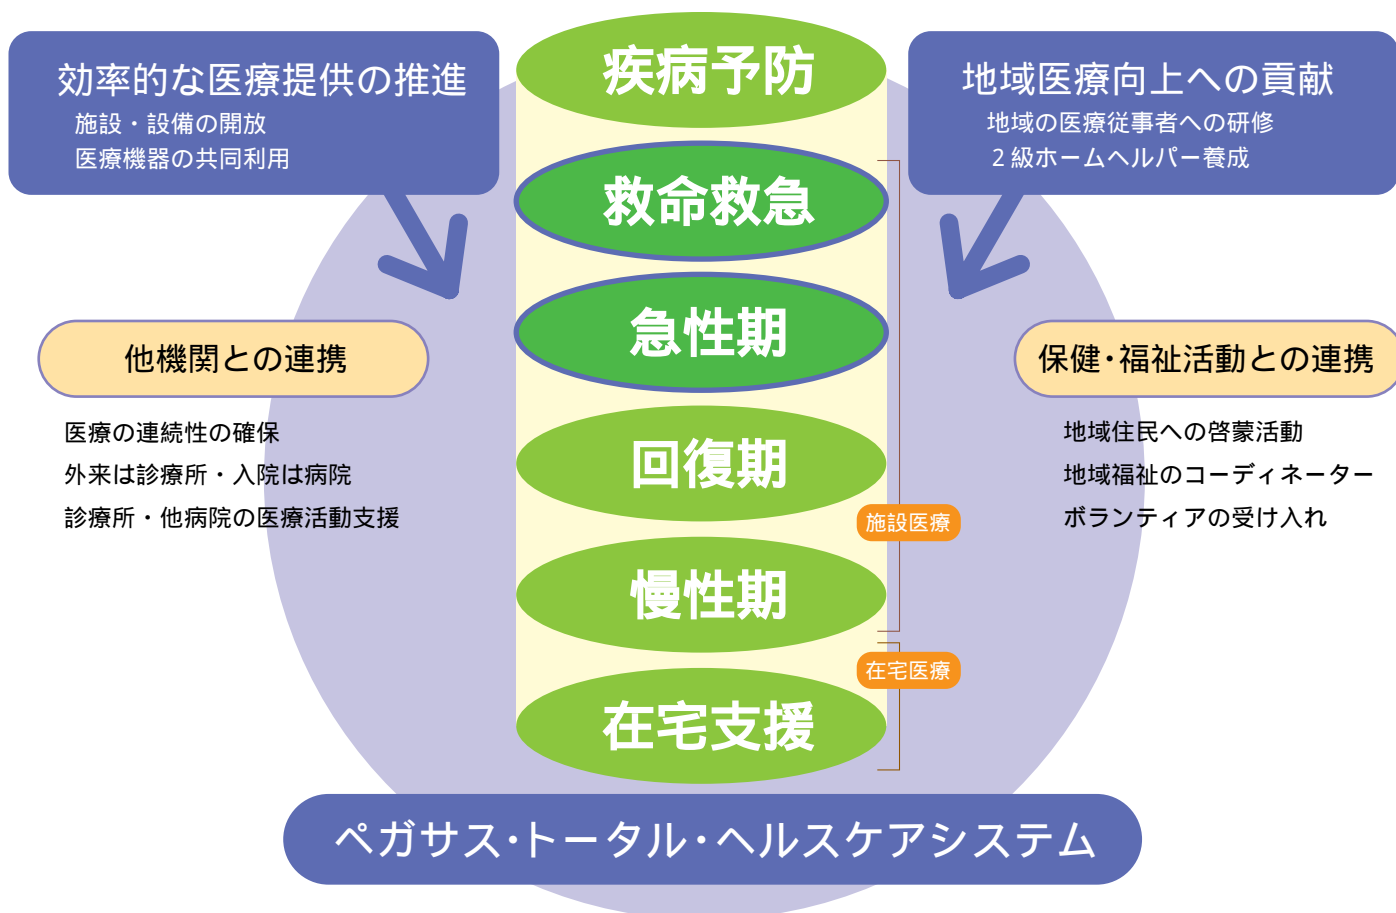 効率的な医療提供の推進
施設・設備の開放
医療機器の共同利用
疾病予防
救命救急
急性期
回復期
慢性期
在宅支援
施設医療
在宅医療
地域医療向上への貢献
地域の医療従事者への研修
2級ホームヘルパー養成
他機関との連携
医療の連続性の確保
外来は診療所・入院は病院
診療所・他病院の医療活動支援
保健・福祉活動との連携
地域住民への啓蒙活動
地域福祉のコーディネーター
ボランティアの受け入れ
ペガサス・トータル・ヘルスケアシステム